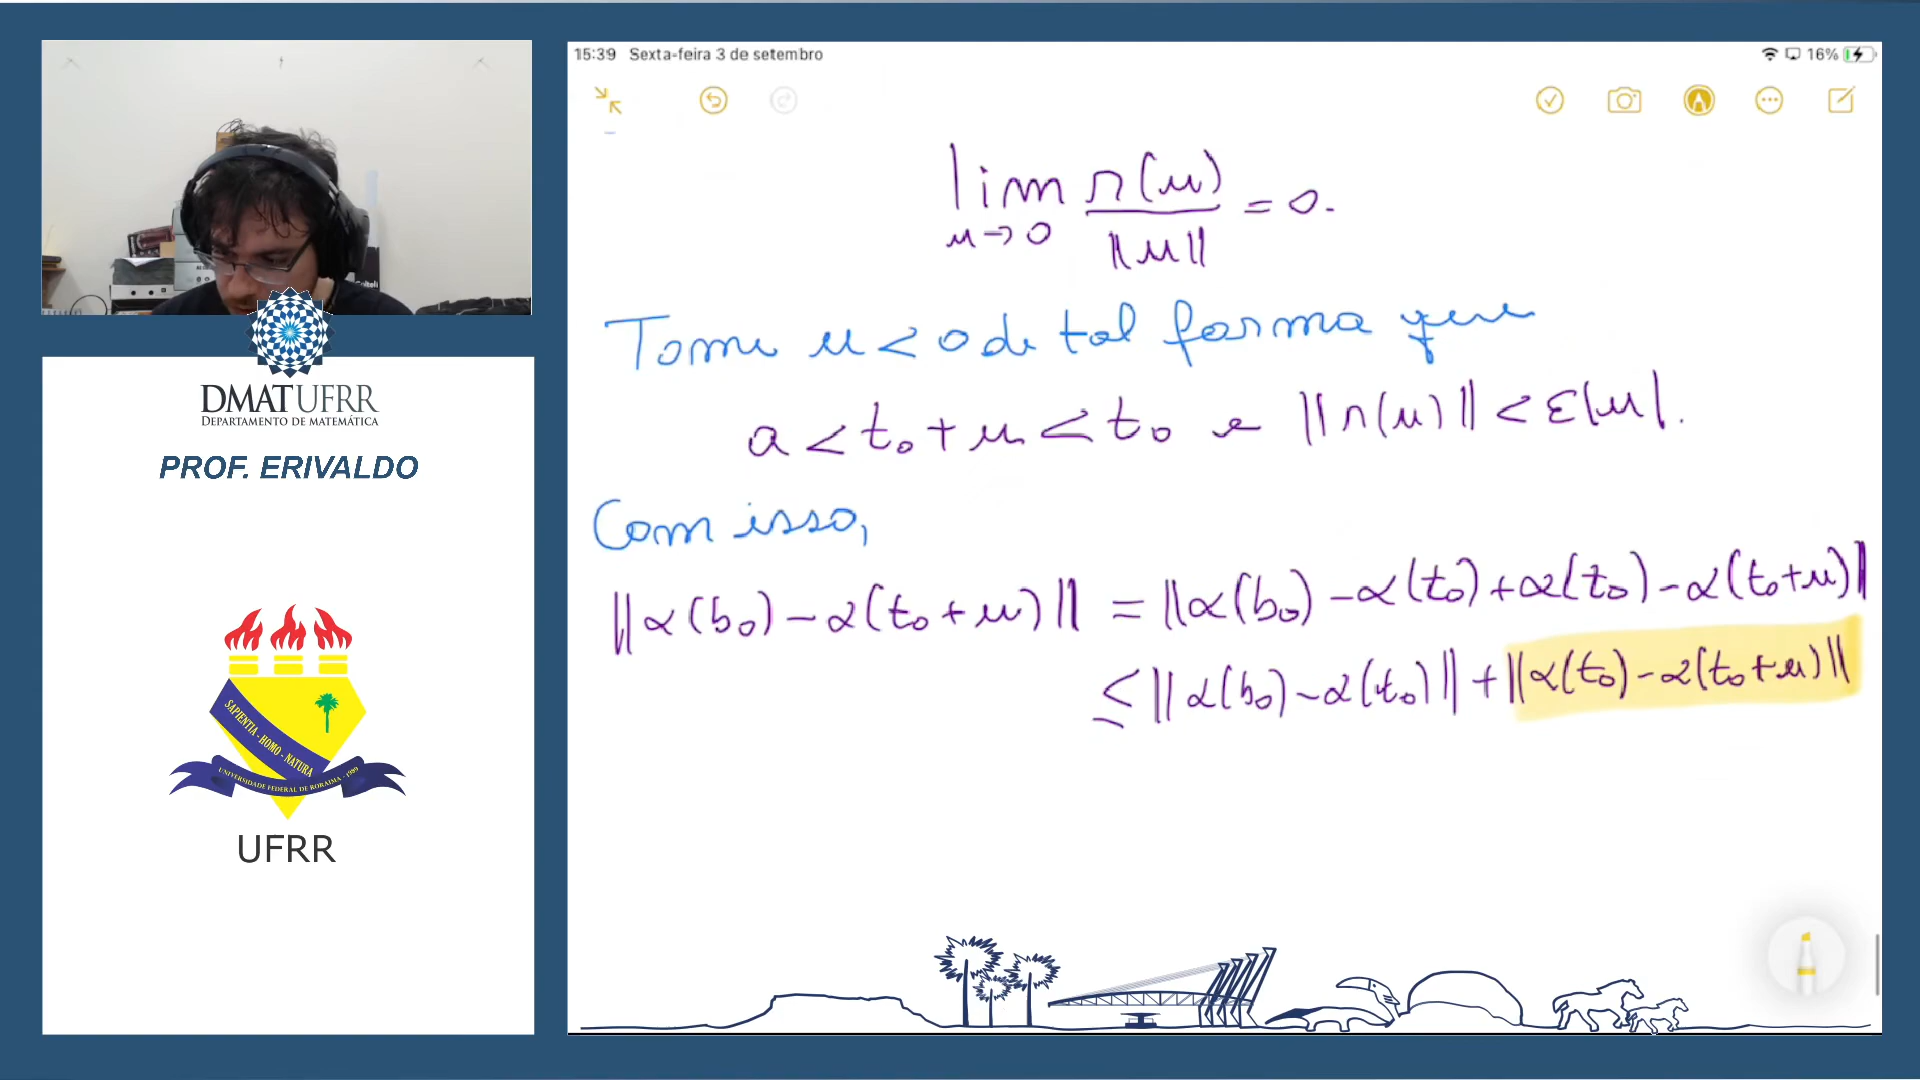 15:39 Sexta-feira 3 de setembro 16%
lim r(u)/||u|| = 0.
u→0
Tome u < 0 de tal forma que
a < t₀ + u < t₀ e ||r(u)|| < ε|u|.
Com isso,
||α(b₀) - α(t₀+u)|| = ||α(b₀) - α(t₀) + α(t₀) - α(t₀+u)||
≤ ||α(b₀) - α(t₀)|| + ||α(t₀) - α(t₀+u)||
DMATUFRR
DEPARTAMENTO DE MATEMÁTICA
PROF. ERIVALDO
SAPIENTIA - HOMO - NATURA
UNIVERSIDADE FEDERAL DE RORAIMA - 1989
UFRR